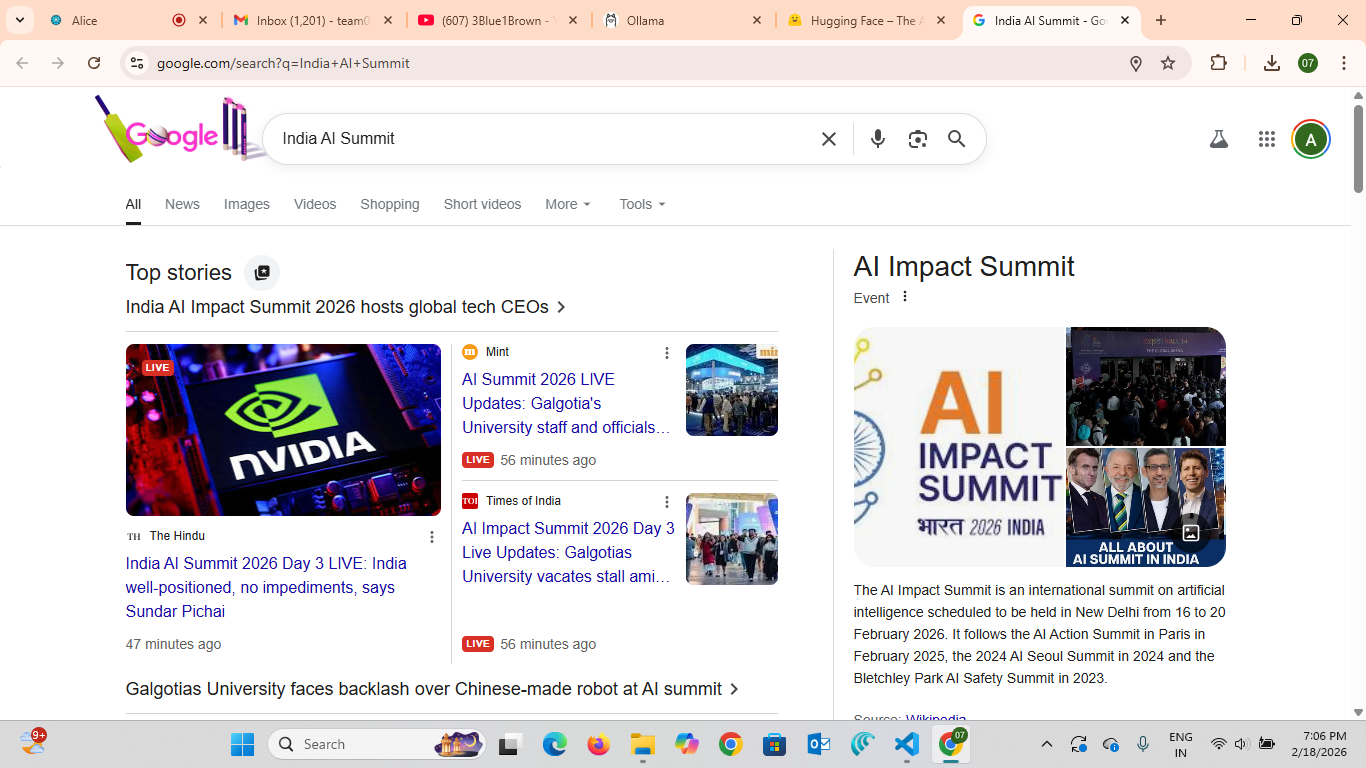 Alice
Inbox (1,201) - team0
(607) 3Blue1Brown -
Ollama
Hugging Face – The A
India AI Summit - Goo
google.com/search?q=India+AI+Summit
07
Google
India AI Summit
A
All
News
Images
Videos
Shopping
Short videos
More
Tools
Top stories
India AI Impact Summit 2026 hosts global tech CEOs
LIVE
NVIDIA
TH The Hindu
India AI Summit 2026 Day 3 LIVE: India
well-positioned, no impediments, says
Sundar Pichai
47 minutes ago
m Mint
AI Summit 2026 LIVE
Updates: Galgotia's
University staff and officials…
LIVE 56 minutes ago
TOI Times of India
AI Impact Summit 2026 Day 3
Live Updates: Galgotias
University vacates stall ami…
LIVE 56 minutes ago
Galgotias University faces backlash over Chinese-made robot at AI summit
AI Impact Summit
Event
AI
IMPACT
SUMMIT
भारत 2026 INDIA
ALL ABOUT
AI SUMMIT IN INDIA
The AI Impact Summit is an international summit on artificial
intelligence scheduled to be held in New Delhi from 16 to 20
February 2026. It follows the AI Action Summit in Paris in
February 2025, the 2024 AI Seoul Summit in 2024 and the
Bletchley Park AI Safety Summit in 2023.
Source: Wikipedia
9+
Search
07
ENG
IN
7:06 PM
2/18/2026